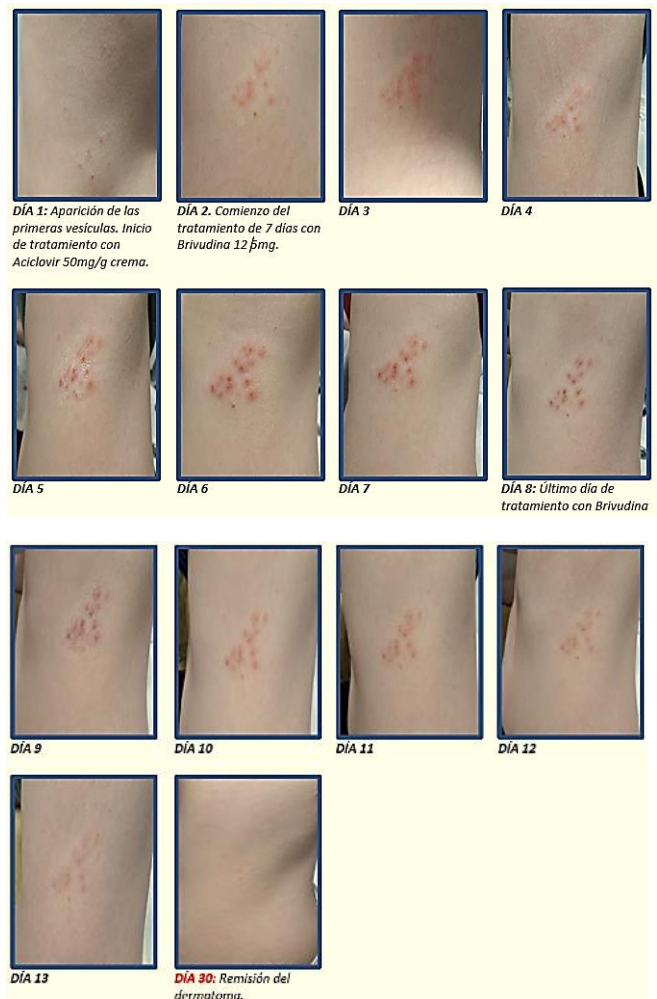 DÍA 1: Aparición de las
primeras vesículas. Inicio
de tratamiento con
Aciclovir 50mg/g crema.
DÍA 2. Comienzo del
tratamiento de 7 días con
Brivudina 12 5mg.
DÍA 3
DÍA 4
DÍA 5
DÍA 6
DÍA 7
DÍA 8: Último día de
tratamiento con Brivudina
DÍA 9
DÍA 10
DÍA 11
DÍA 12
DÍA 13
DÍA 30: Remisión del
dermatoma.